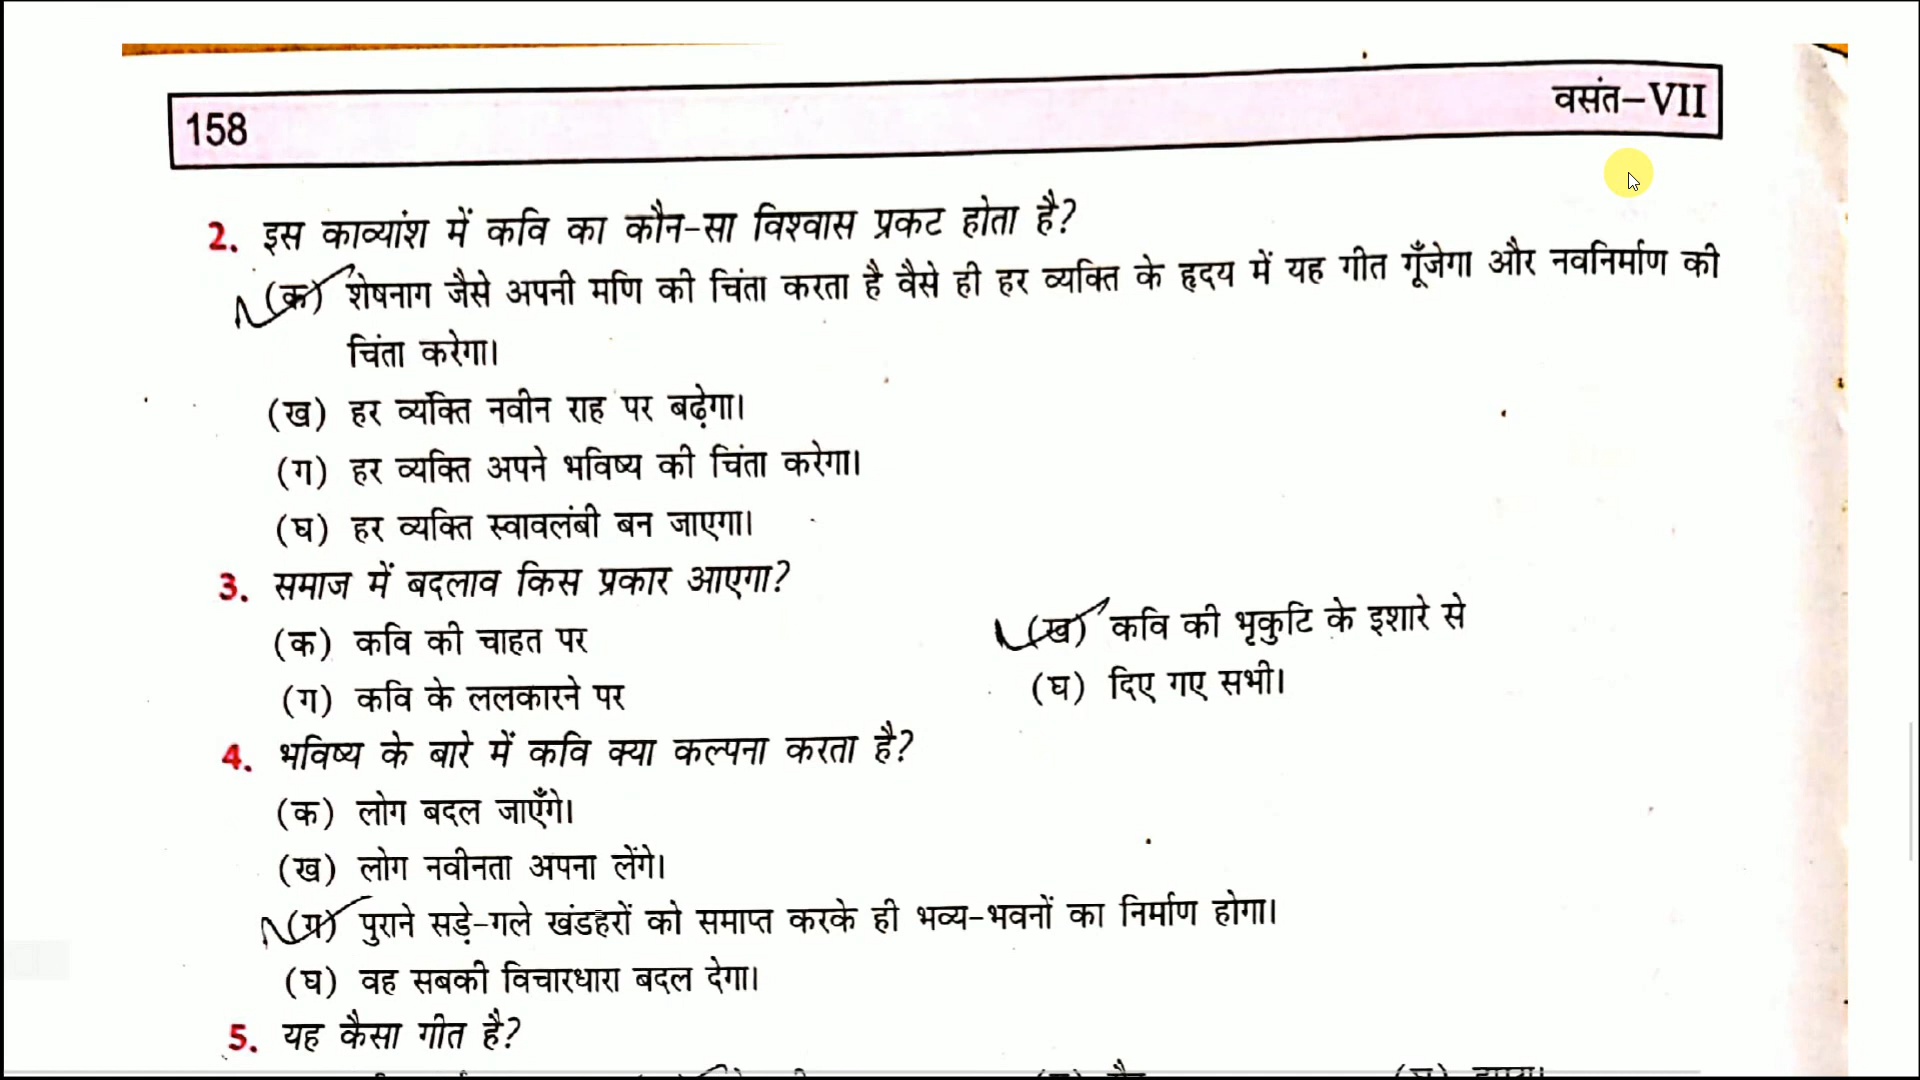 158
वसंत–VII
2. इस काव्यांश में कवि का कौन-सा विश्वास प्रकट होता है?
(क) शेषनाग जैसे अपनी मणि की चिंता करता है वैसे ही हर व्यक्ति के हृदय में यह गीत गूँजेगा और नवनिर्माण की
चिंता करेगा।
(ख) हर व्यक्ति नवीन राह पर बढ़ेगा।
(ग) हर व्यक्ति अपने भविष्य की चिंता करेगा।
(घ) हर व्यक्ति स्वावलंबी बन जाएगा।
3. समाज में बदलाव किस प्रकार आएगा?
(क) कवि की चाहत पर (ख) कवि की भृकुटि के इशारे से
(ग) कवि के ललकारने पर (घ) दिए गए सभी।
4. भविष्य के बारे में कवि क्या कल्पना करता है?
(क) लोग बदल जाएँगे।
(ख) लोग नवीनता अपना लेंगे।
(ग) पुराने सड़े-गले खंडहरों को समाप्त करके ही भव्य-भवनों का निर्माण होगा।
(घ) वह सबकी विचारधारा बदल देगा।
5. यह कैसा गीत है?